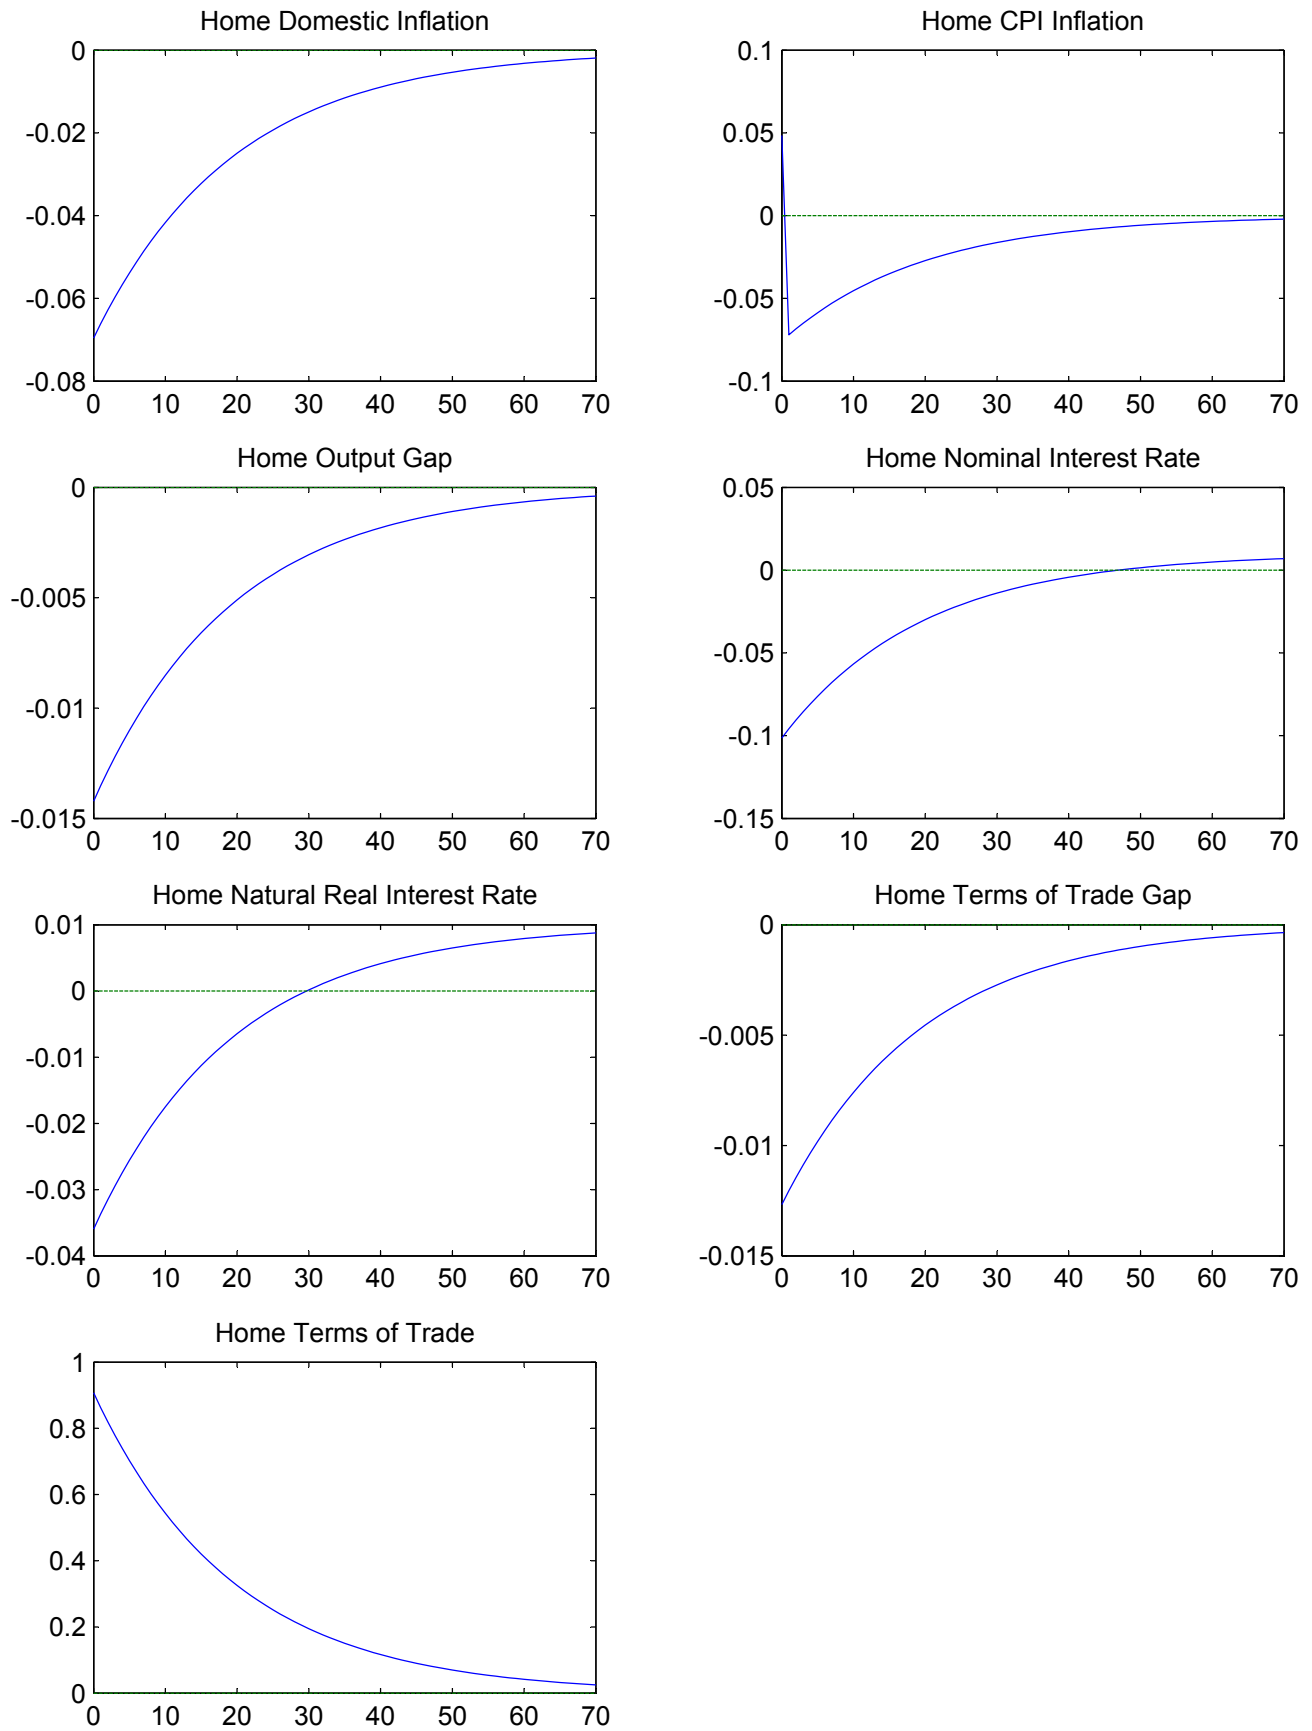 Home Domestic Inflation
0
-0.02
-0.04
-0.06
-0.08
0 10 20 30 40 50 60 70
Home CPI Inflation
0.1
0.05
0
-0.05
-0.1
0 10 20 30 40 50 60 70
Home Output Gap
0
-0.005
-0.01
-0.015
0 10 20 30 40 50 60 70
Home Nominal Interest Rate
0.05
0
-0.05
-0.1
-0.15
0 10 20 30 40 50 60 70
Home Natural Real Interest Rate
0.01
0
-0.01
-0.02
-0.03
-0.04
0 10 20 30 40 50 60 70
Home Terms of Trade Gap
0
-0.005
-0.01
-0.015
0 10 20 30 40 50 60 70
Home Terms of Trade
1
0.8
0.6
0.4
0.2
0
0 10 20 30 40 50 60 70